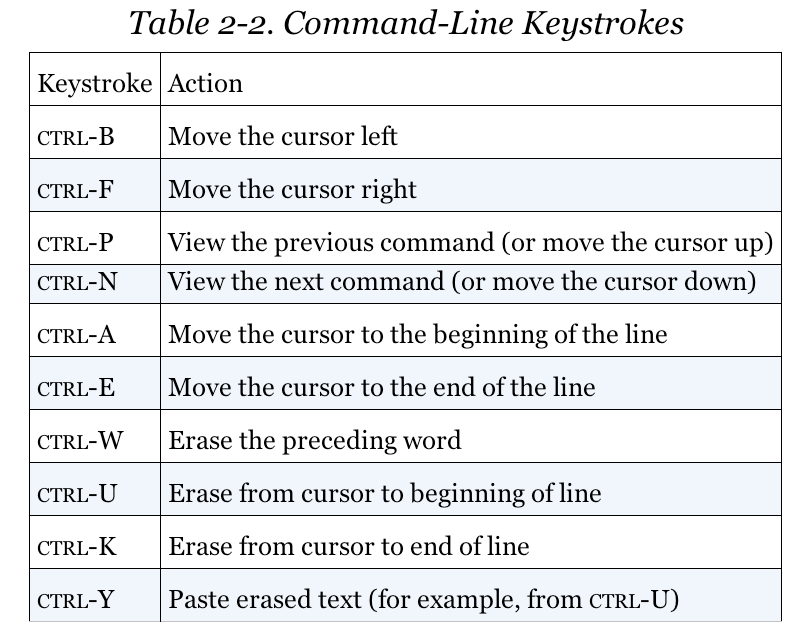 Table 2-2. Command-Line Keystrokes
Keystroke Action
CTRL-B Move the cursor left
CTRL-F Move the cursor right
CTRL-P View the previous command (or move the cursor up)
CTRL-N View the next command (or move the cursor down)
CTRL-A Move the cursor to the beginning of the line
CTRL-E Move the cursor to the end of the line
CTRL-W Erase the preceding word
CTRL-U Erase from cursor to beginning of line
CTRL-K Erase from cursor to end of line
CTRL-Y Paste erased text (for example, from CTRL-U)